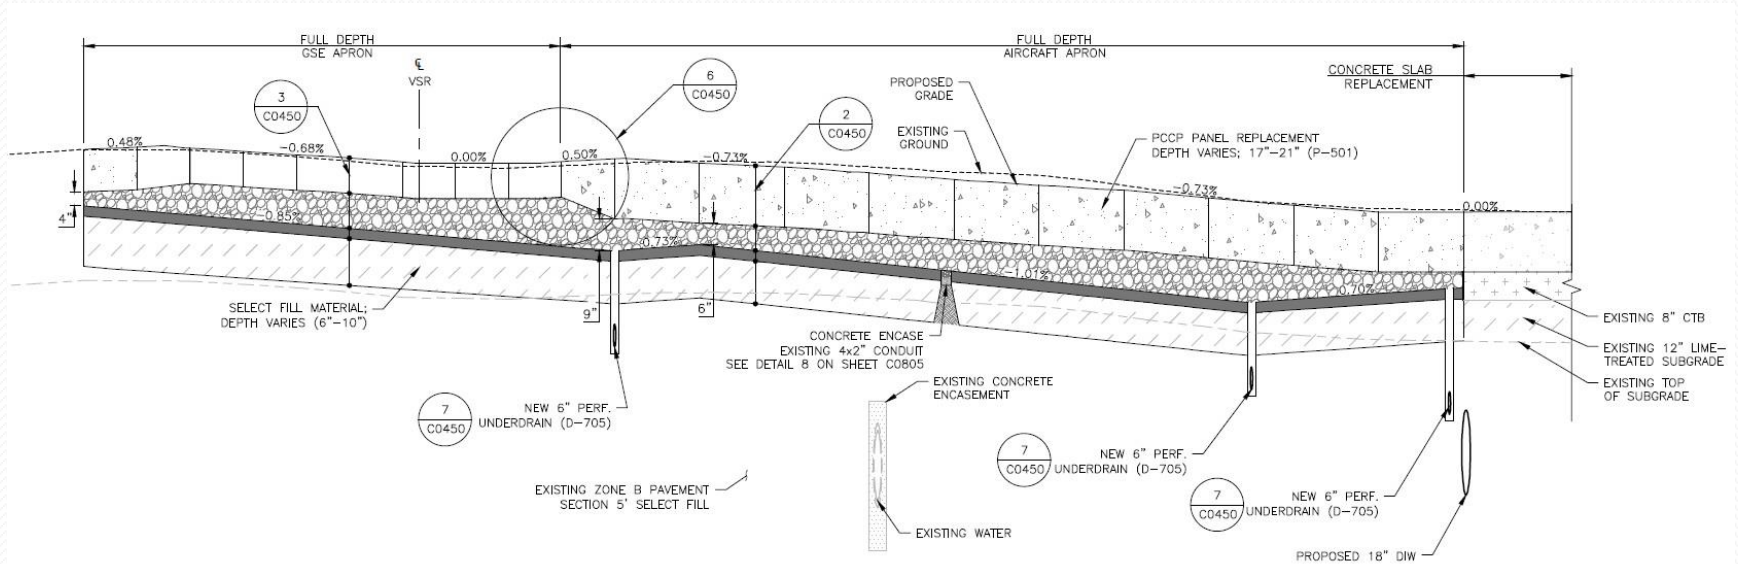 FULL DEPTH
GSE APRON
FULL DEPTH
AIRCRAFT APRON
CONCRETE SLAB
REPLACEMENT
℄
VSR
3
C0450
6
C0450
2
C0450
PROPOSED
GRADE
EXISTING
GROUND
PCCP PANEL REPLACEMENT
DEPTH VARIES; 17"-21" (P-501)
0.48%
-0.68%
0.00%
0.50%
-0.73%
-0.73%
0.00%
4"
-0.85%
0.73%
-1.01%
0.70%
SELECT FILL MATERIAL;
DEPTH VARIES (6"-10")
9"
6"
CONCRETE ENCASE
EXISTING 4x2" CONDUIT
SEE DETAIL 8 ON SHEET C0805
EXISTING 8" CTB
EXISTING 12" LIME-
TREATED SUBGRADE
EXISTING TOP
OF SUBGRADE
EXISTING CONCRETE
ENCASEMENT
7
C0450
NEW 6" PERF.
UNDERDRAIN (D-705)
7
C0450
NEW 6" PERF.
UNDERDRAIN (D-705)
7
C0450
NEW 6" PERF.
UNDERDRAIN (D-705)
EXISTING ZONE B PAVEMENT
SECTION 5' SELECT FILL
EXISTING WATER
PROPOSED 18" DIW